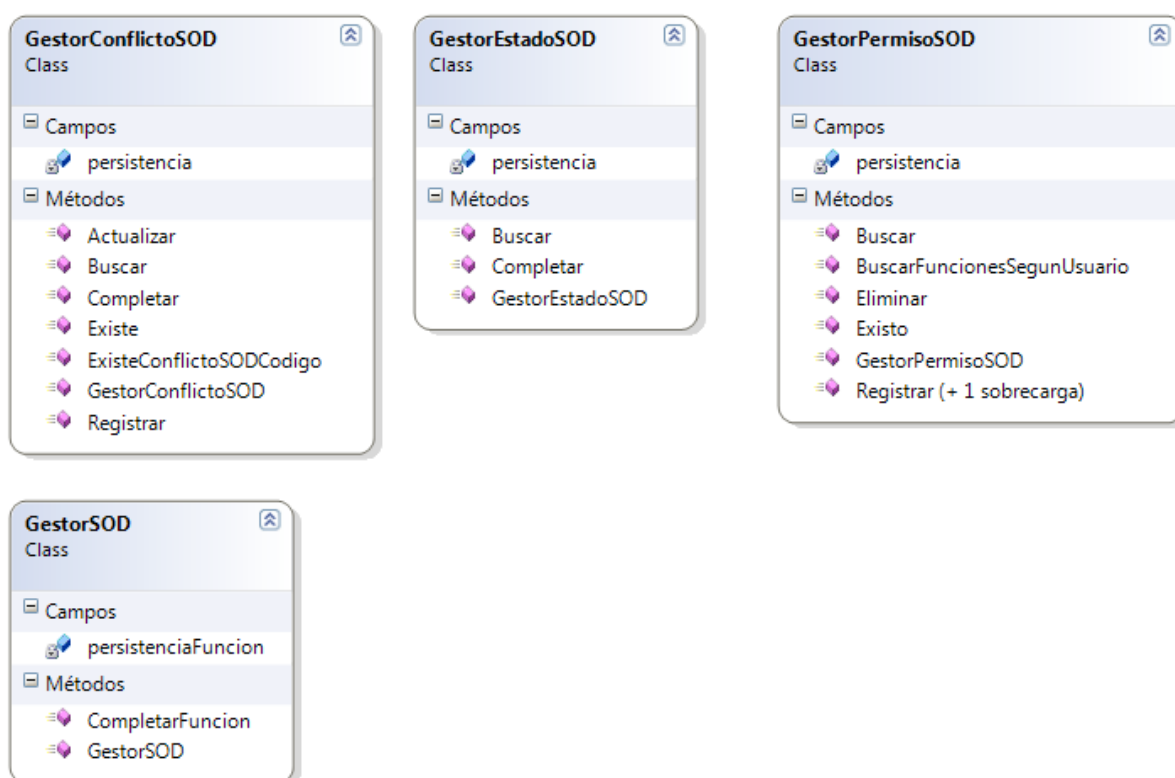 GestorConflictoSOD
Class
Campos
persistencia
Métodos
Actualizar
Buscar
Completar
Existe
ExisteConflictoSODCodigo
GestorConflictoSOD
Registrar
GestorEstadoSOD
Class
Campos
persistencia
Métodos
Buscar
Completar
GestorEstadoSOD
GestorPermisoSOD
Class
Campos
persistencia
Métodos
Buscar
BuscarFuncionesSegunUsuario
Eliminar
Existo
GestorPermisoSOD
Registrar (+ 1 sobrecarga)
GestorSOD
Class
Campos
persistenciaFuncion
Métodos
CompletarFuncion
GestorSOD